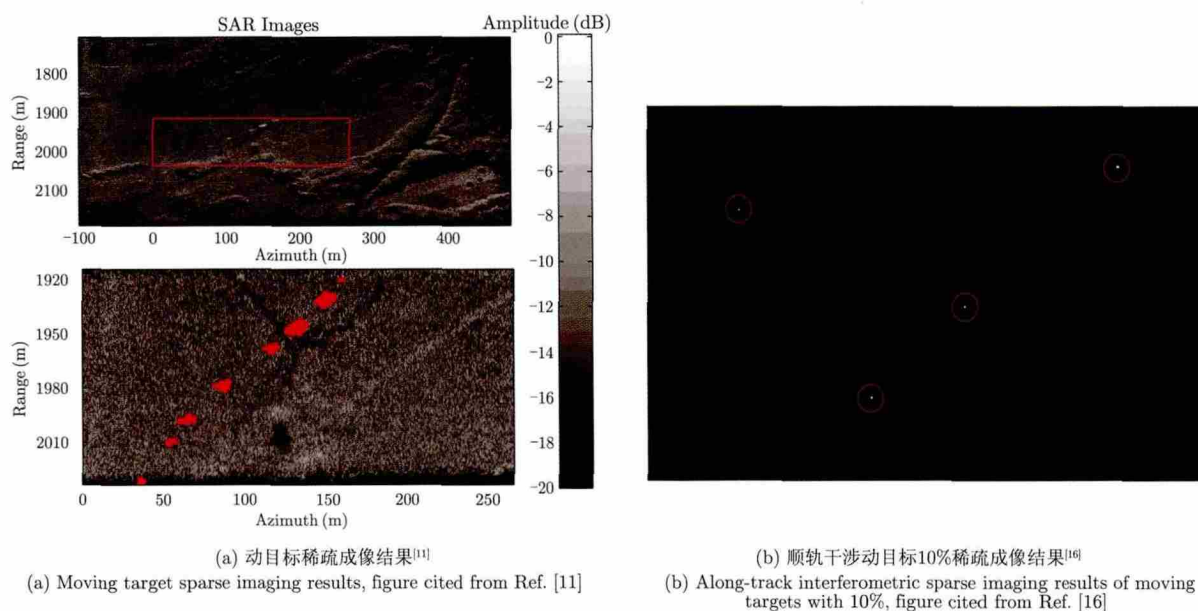 SAR Images
Amplitude (dB)
0
−2
−4
−6
−8
−10
−12
−14
−16
−18
−20
Range (m)
1800
1900
2000
2100
−100 0 100 200 300 400
Azimuth (m)
Range (m)
1920
1950
1980
2010
0 50 100 150 200 250
Azimuth (m)
(a) 动目标稀疏成像结果[11]
(a) Moving target sparse imaging results, figure cited from Ref. [11]
(b) 顺轨干涉动目标10%稀疏成像结果[16]
(b) Along-track interferometric sparse imaging results of moving
targets with 10%, figure cited from Ref. [16]